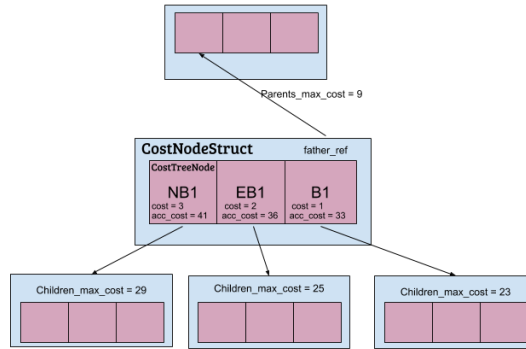 Parents_max_cost = 9
CostNodeStruct
father_ref
CostTreeNode
NB1
cost = 3
acc_cost = 41
EB1
cost = 2
acc_cost = 36
B1
cost = 1
acc_cost = 33
Children_max_cost = 29
Children_max_cost = 25
Children_max_cost = 23